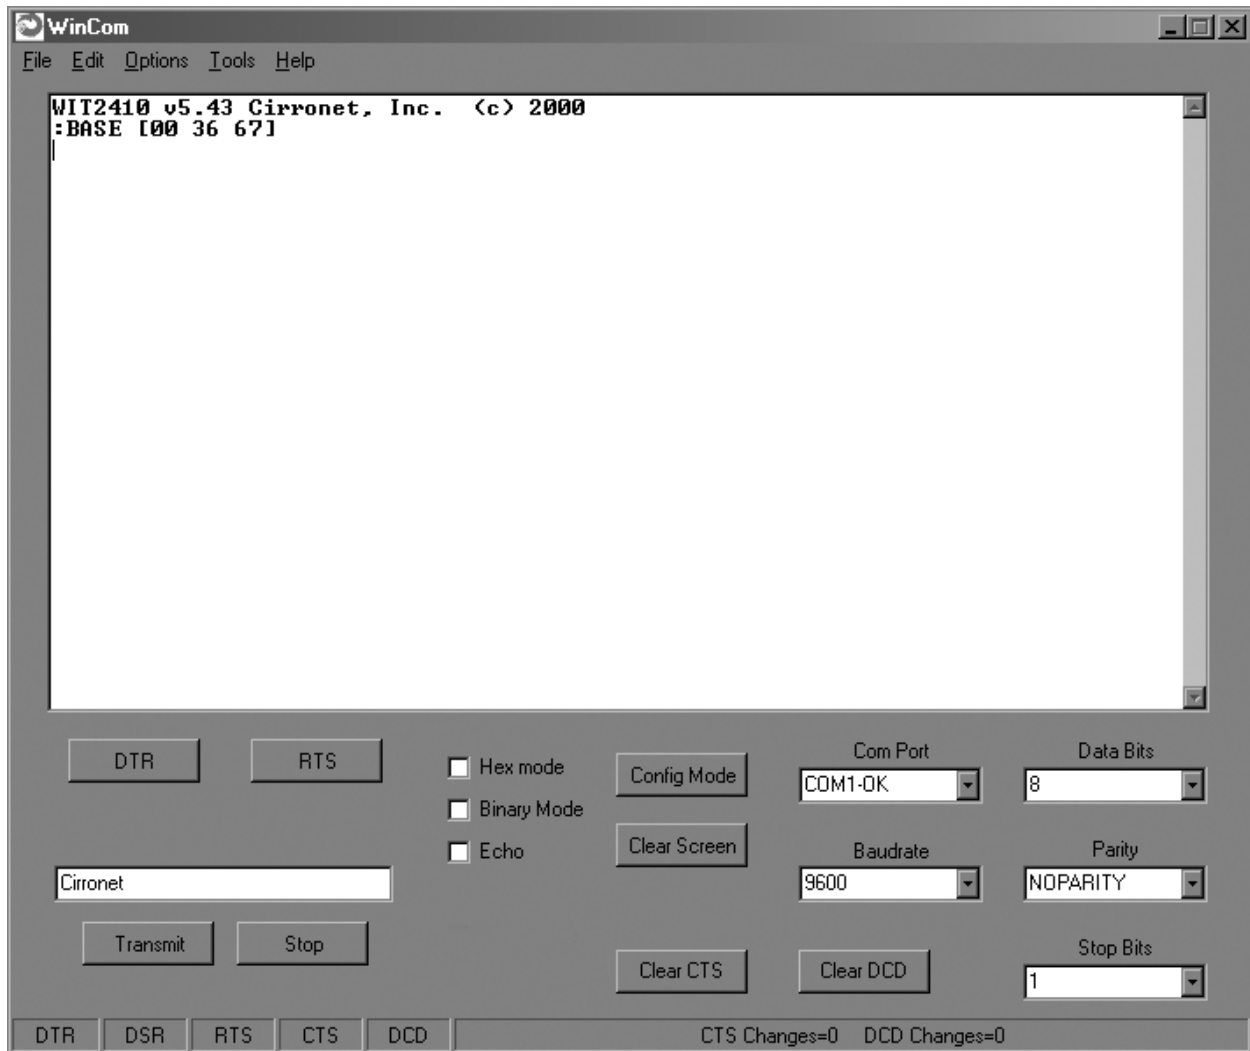 WinCom
File Edit Options Tools Help
WIT2410 v5.43 Cirronet, Inc. (c) 2000
:BASE [00 36 67]
DTR RTS
Hex mode
Binary Mode
Echo
Config Mode
Clear Screen
Com Port
COM1-OK
Data Bits
8
Baudrate
9600
Parity
NOPARITY
Cirronet
Transmit Stop
Clear CTS Clear DCD
Stop Bits
1
DTR DSR RTS CTS DCD CTS Changes=0 DCD Changes=0